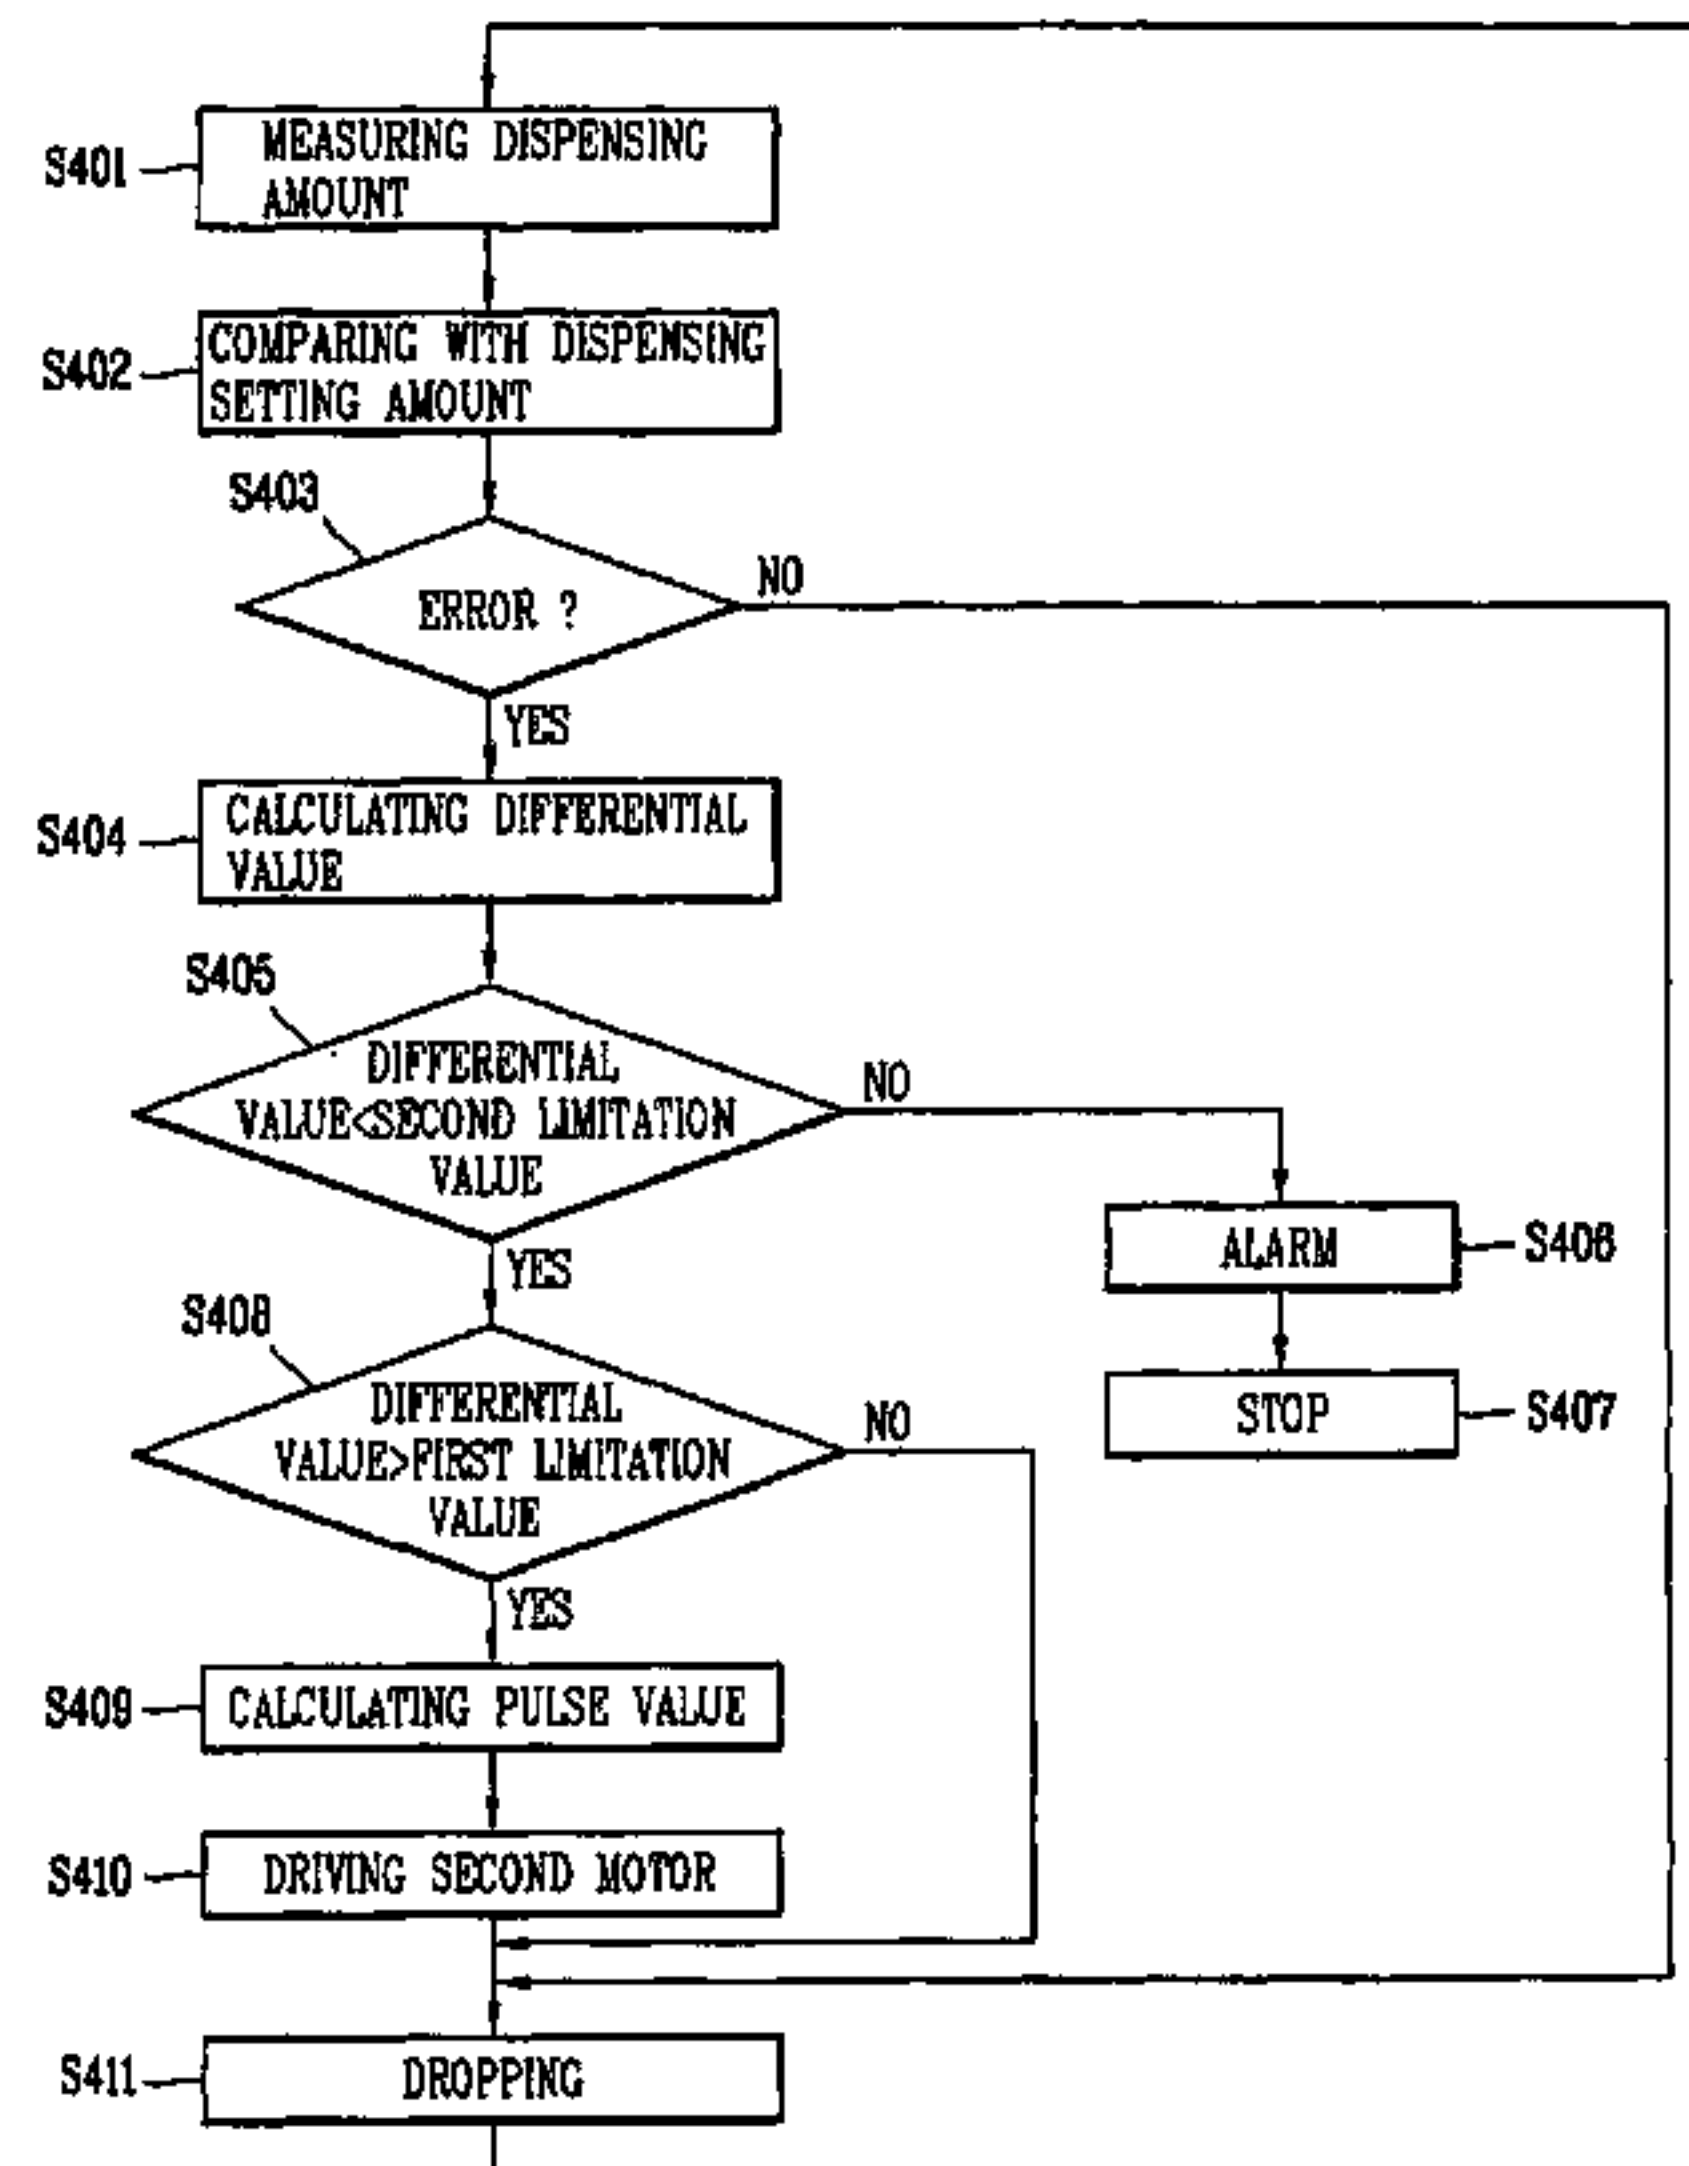 S401
MEASURING DISPENSING
AMOUNT
S402
COMPARING WITH DISPENSING
SETTING AMOUNT
S403
ERROR ?
NO
YES
S404
CALCULATING DIFFERENTIAL
VALUE
S405
DIFFERENTIAL
VALUE<SECOND LIMITATION
VALUE
NO
YES
ALARM
S406
STOP
S407
S408
DIFFERENTIAL
VALUE>FIRST LIMITATION
VALUE
NO
YES
S409
CALCULATING PULSE VALUE
S410
DRIVING SECOND MOTOR
S411
DROPPING